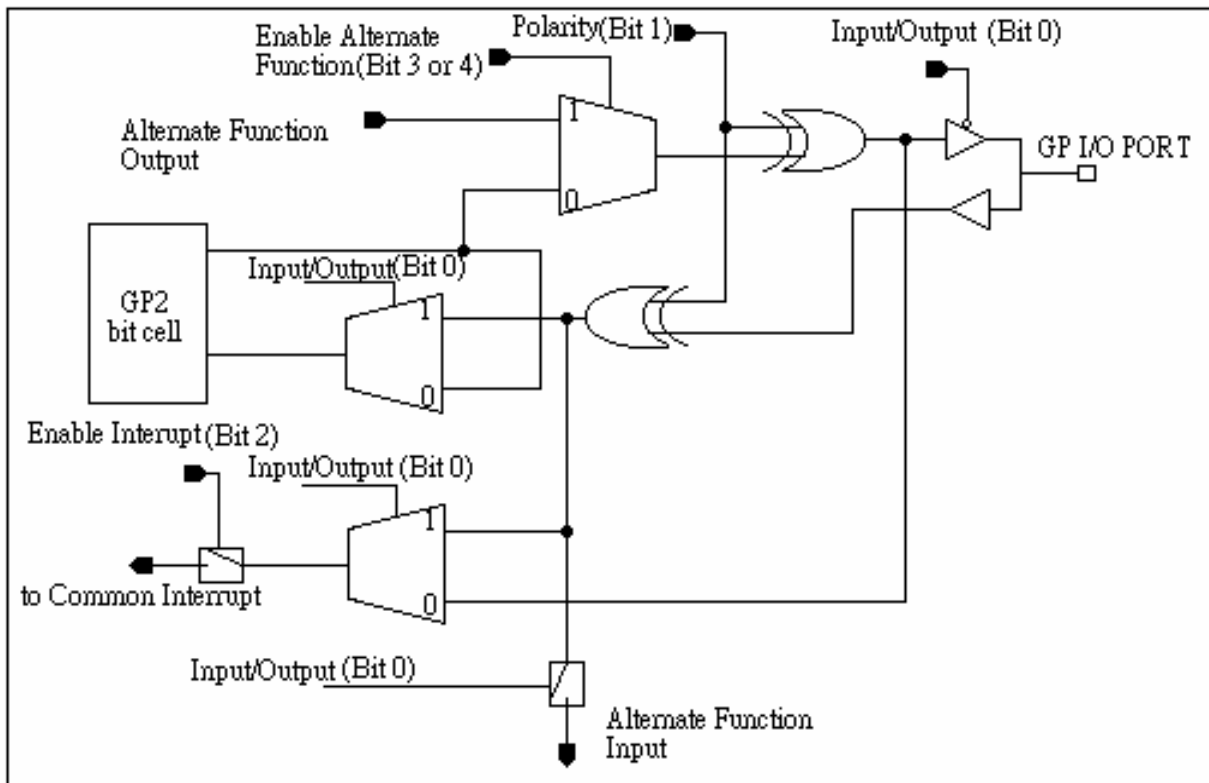 Polarity(Bit 1)
Input/Output (Bit 0)
Enable Alternate
Function(Bit 3 or 4)
1
Alternate Function
Output
GP I/O PORT
0
Input/Output(Bit 0)
GP2
bit cell
1
0
Enable Interupt(Bit 2)
Input/Output (Bit 0)
1
to Common Interrupt
0
Input/Output (Bit 0)
Alternate Function
Input